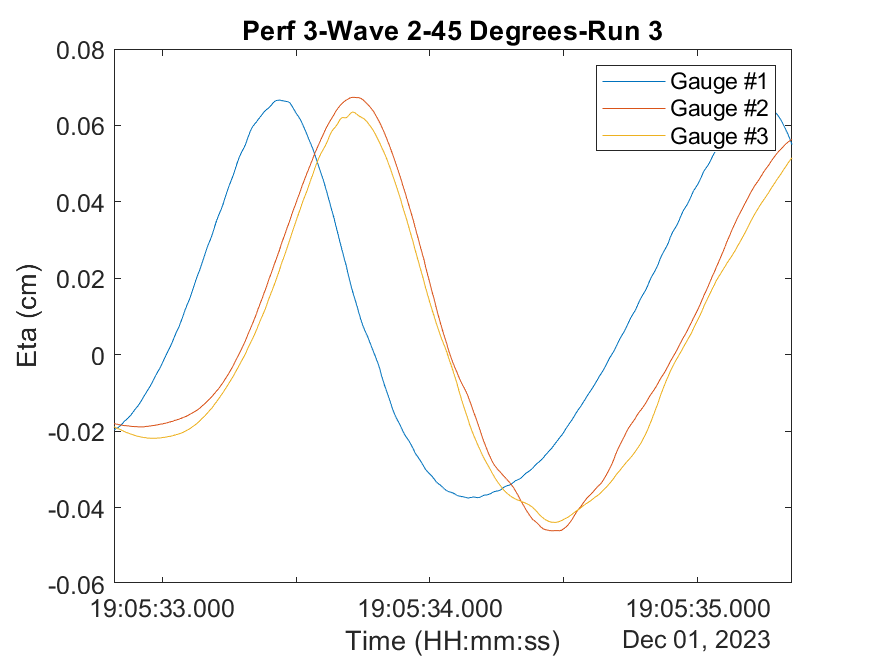 Perf 3-Wave 2-45 Degrees-Run 3
Gauge #1
Gauge #2
Gauge #3
0.08
0.06
0.04
0.02
0
-0.02
-0.04
-0.06
Eta (cm)
19:05:33.000 19:05:34.000 19:05:35.000
Time (HH:mm:ss)
Dec 01, 2023